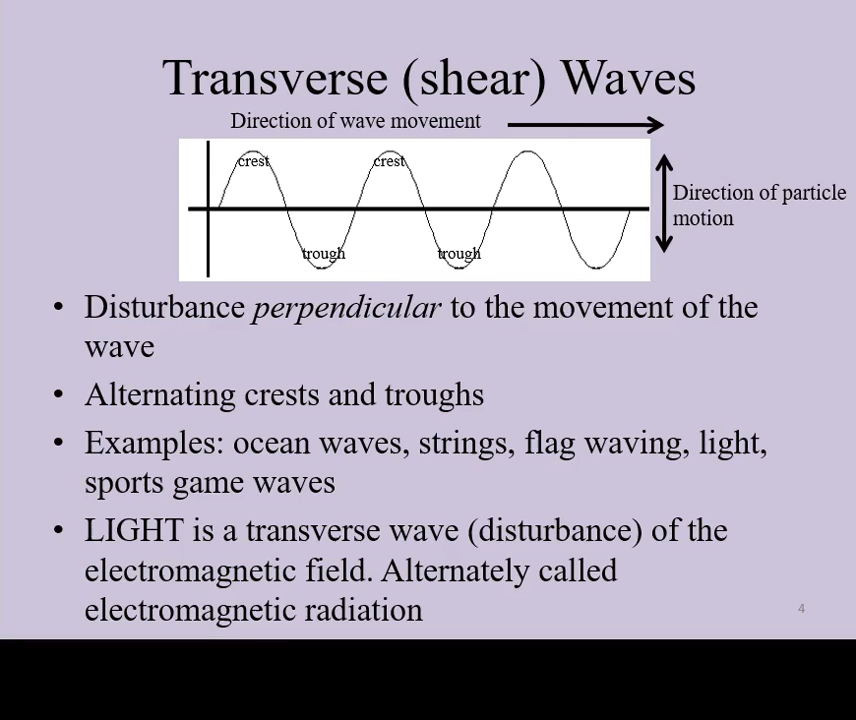 Transverse (shear) Waves
Direction of wave movement
crest
crest
Direction of particle
motion
trough
trough
• Disturbance perpendicular to the movement of the
wave
• Alternating crests and troughs
• Examples: ocean waves, strings, flag waving, light,
sports game waves
• LIGHT is a transverse wave (disturbance) of the
electromagnetic field. Alternately called
electromagnetic radiation
4